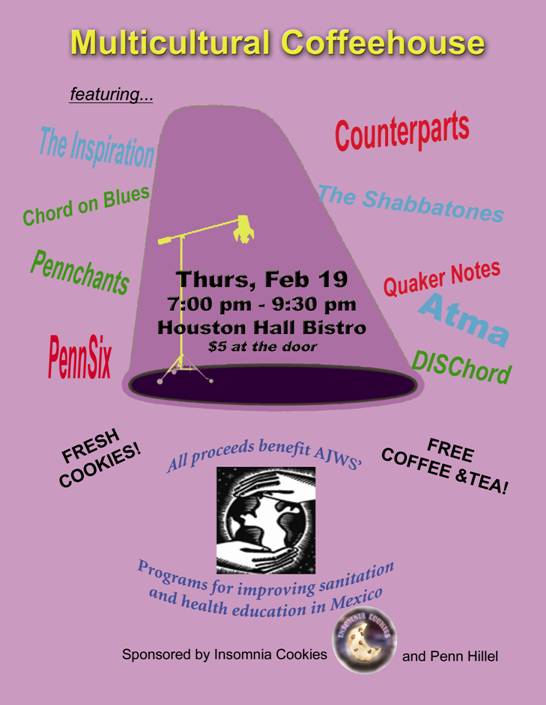 Multicultural Coffeehouse
featuring...
The Inspiration
Counterparts
Chord on Blues
The Shabbatones
Pennchants
Quaker Notes
Atma
PennSix
DISChord
Thurs, Feb 19
7:00 pm - 9:30 pm
Houston Hall Bistro
$5 at the door
FRESH
COOKIES!
FREE
COFFEE &TEA!
All proceeds benefit AJWS'
Programs for improving sanitation
and health education in Mexico
INSOMNIA COOKIES
Sponsored by Insomnia Cookies
and Penn Hillel